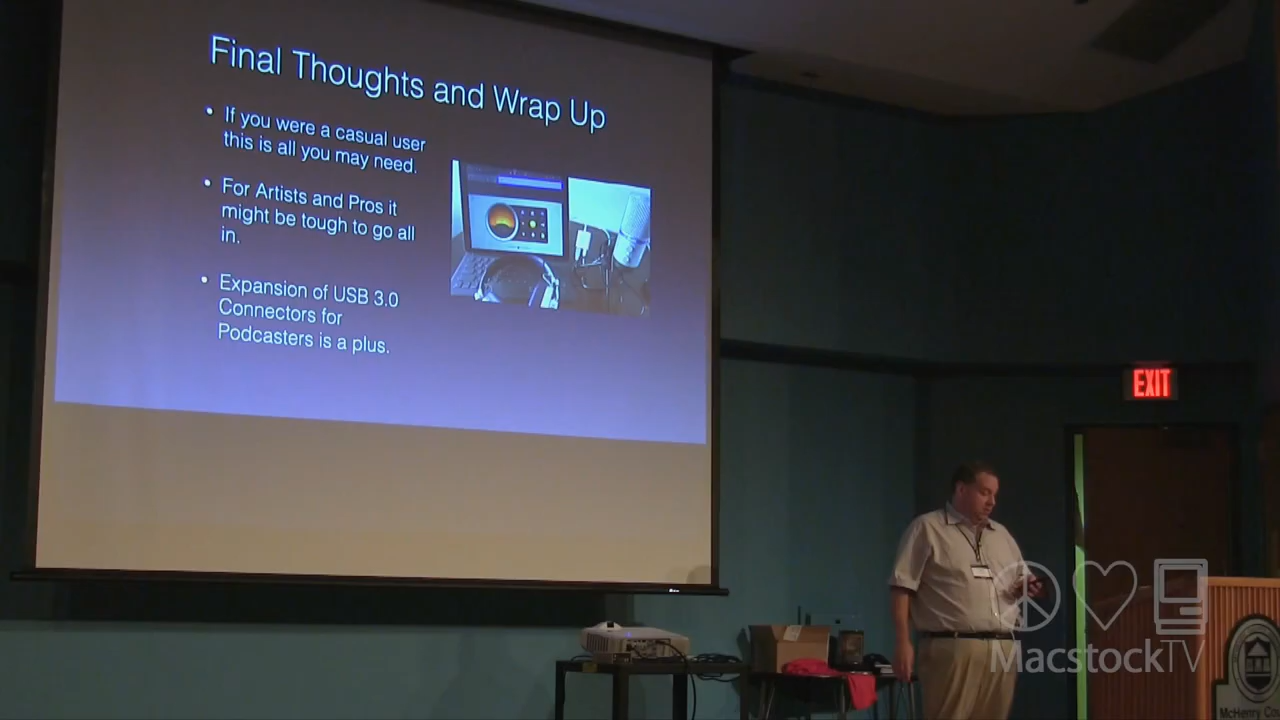 Final Thoughts and Wrap Up
• If you were a casual user
this is all you may need.
• For Artists and Pros it
might be tough to go all
in.
• Expansion of USB 3.0
Connectors for
Podcasters is a plus.
EXIT
MacstockTV
McHenry